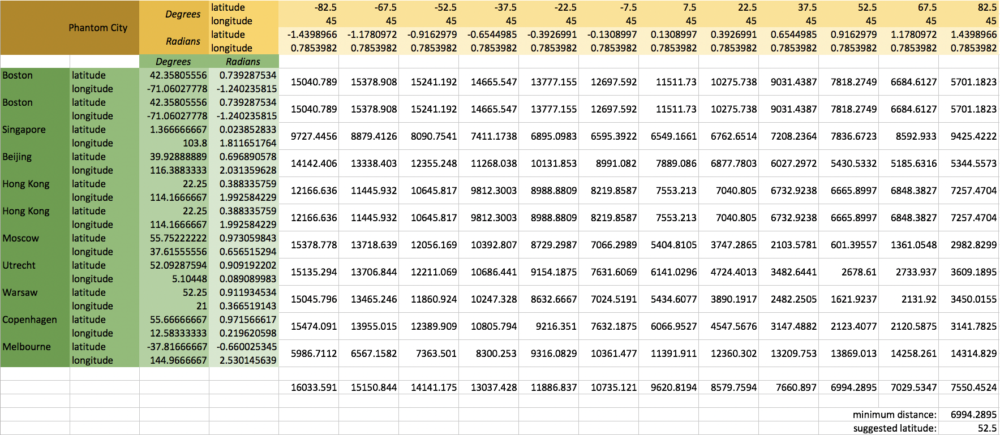 Phantom City Degrees latitude -82.5 -67.5 -52.5 -37.5 -22.5 -7.5 7.5 22.5 37.5 52.5 67.5 82.5
longitude 45 45 45 45 45 45 45 45 45 45 45 45
Radians latitude -1.4398966 -1.1780972 -0.9162979 -0.6544985 -0.3926991 -0.1308997 0.1308997 0.3926991 0.6544985 0.9162979 1.1780972 1.4398966
longitude 0.7853982 0.7853982 0.7853982 0.7853982 0.7853982 0.7853982 0.7853982 0.7853982 0.7853982 0.7853982 0.7853982 0.7853982
Degrees Radians
Boston latitude 42.35805556 0.739287534
15040.789 15378.908 15241.192 14665.547 13777.155 12697.592 11511.73 10275.738 9031.4387 7818.2749 6684.6127 5701.1823
longitude -71.06027778 -1.240235815
Boston latitude 42.35805556 0.739287534
15040.789 15378.908 15241.192 14665.547 13777.155 12697.592 11511.73 10275.738 9031.4387 7818.2749 6684.6127 5701.1823
longitude -71.06027778 -1.240235815
Singapore latitude 1.366666667 0.023852833
9727.4456 8879.4126 8090.7541 7411.1738 6895.0983 6595.3922 6549.1661 6762.6514 7208.2364 7836.6723 8592.933 9425.4222
longitude 103.8 1.811651764
Beijing latitude 39.92888889 0.696890578
14142.406 13338.403 12355.248 11268.038 10131.853 8991.082 7889.086 6877.7803 6027.2972 5430.5332 5185.6316 5344.5573
longitude 116.3883333 2.031359628
Hong Kong latitude 22.25 0.388335759
12166.636 11445.932 10645.817 9812.3003 8988.8809 8219.8587 7553.213 7040.805 6732.9238 6665.8997 6848.3827 7257.4704
longitude 114.1666667 1.992584229
Hong Kong latitude 22.25 0.388335759
12166.636 11445.932 10645.817 9812.3003 8988.8809 8219.8587 7553.213 7040.805 6732.9238 6665.8997 6848.3827 7257.4704
longitude 114.1666667 1.992584229
Moscow latitude 55.75222222 0.973059843
15378.778 13718.639 12056.169 10392.807 8729.2987 7066.2989 5404.8105 3747.2865 2103.5781 601.39557 1361.0548 2982.8299
longitude 37.61555556 0.656515294
Utrecht latitude 52.09287594 0.909192202
15135.294 13706.844 12211.069 10686.441 9154.1875 7631.6069 6141.0296 4724.4013 3482.6441 2678.61 2733.937 3609.1895
longitude 5.10448 0.089089983
Warsaw latitude 52.25 0.911934534
15045.796 13465.246 11860.924 10247.328 8632.6667 7024.5191 5434.6077 3890.1917 2482.2505 1621.9237 2131.92 3450.0155
longitude 21 0.366519143
Copenhagen latitude 55.66666667 0.971566617
15474.091 13955.015 12389.909 10805.794 9216.351 7632.1875 6066.9527 4547.5676 3147.4882 2123.4077 2120.5875 3141.7825
longitude 12.58333333 0.219620598
Melbourne latitude -37.81666667 -0.660025345
5986.7112 6567.1582 7363.501 8300.253 9316.0829 10361.477 11391.911 12360.302 13209.753 13869.013 14258.261 14314.829
longitude 144.9666667 2.530145639
16033.591 15150.844 14141.175 13037.428 11886.837 10735.121 9620.8194 8579.7594 7660.897 6994.2895 7029.5347 7550.4524
minimum distance: 6994.2895
suggested latitude: 52.5